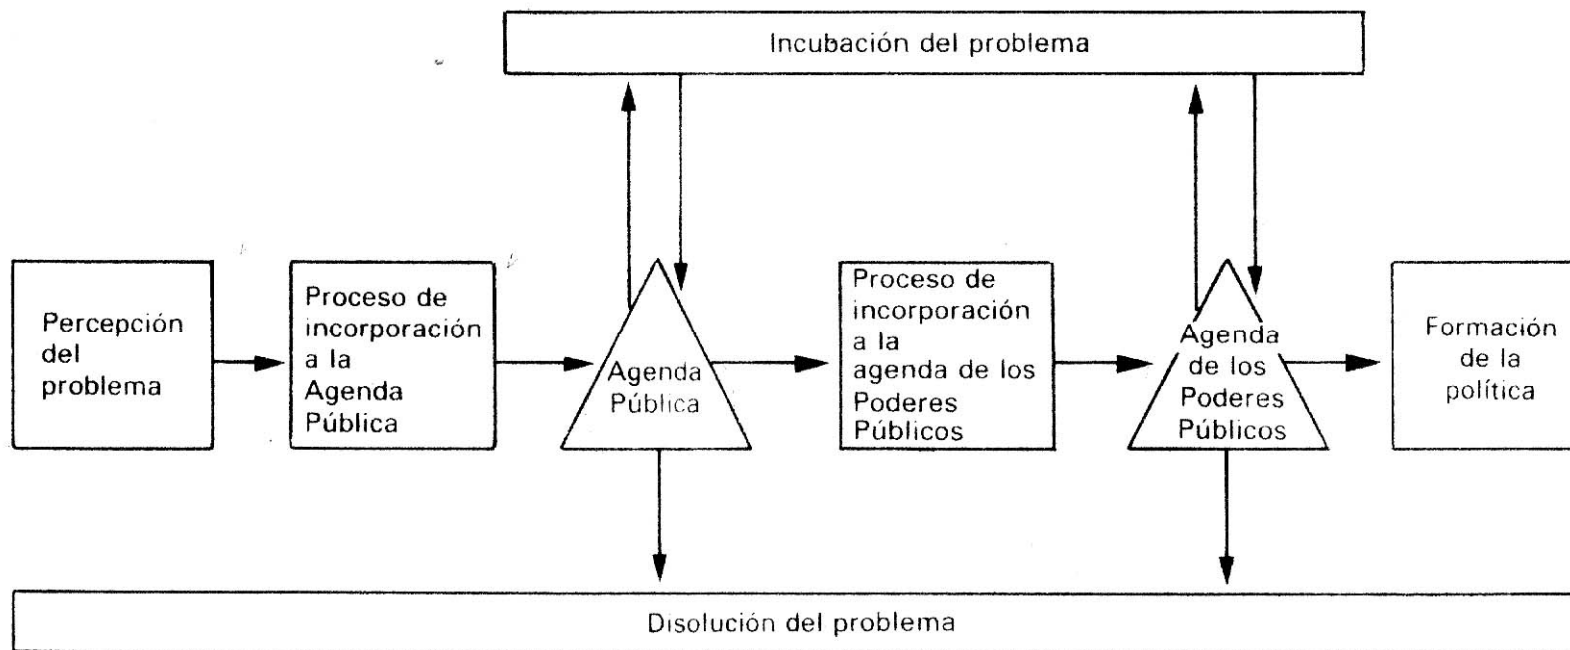 Incubación del problema
Percepción
del
problema
Proceso de
incorporación
a la
Agenda
Pública
Agenda
Pública
Proceso de
incorporación
a la
agenda de los
Poderes
Públicos
Agenda
de los
Poderes
Públicos
Formación
de la
política
Disolución del problema